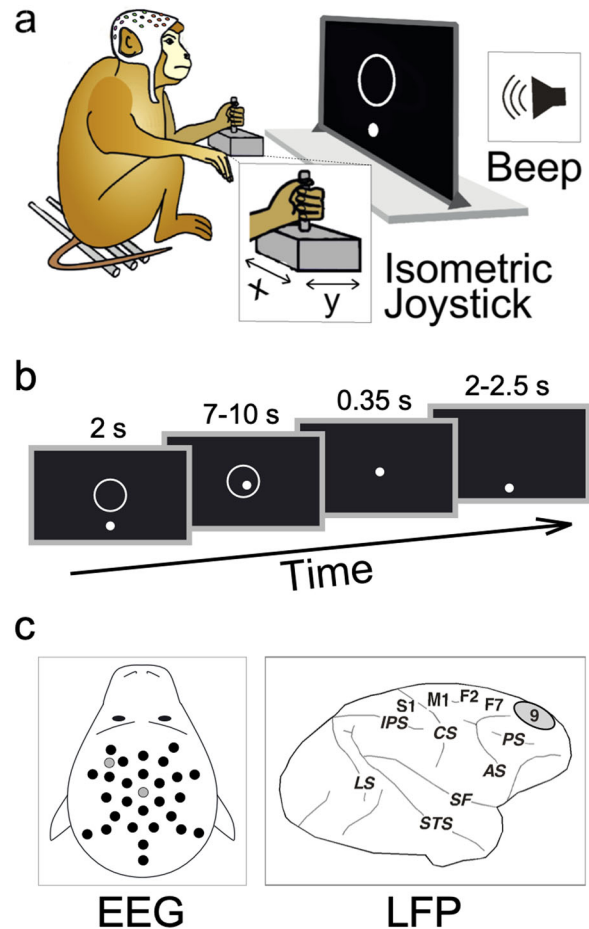 a
Beep
x
y
Isometric
Joystick
b
2 s
7-10 s
0.35 s
2-2.5 s
Time
c
S1 M1 F2 F7 9
IPS CS PS
LS AS
SF
STS
EEG
LFP